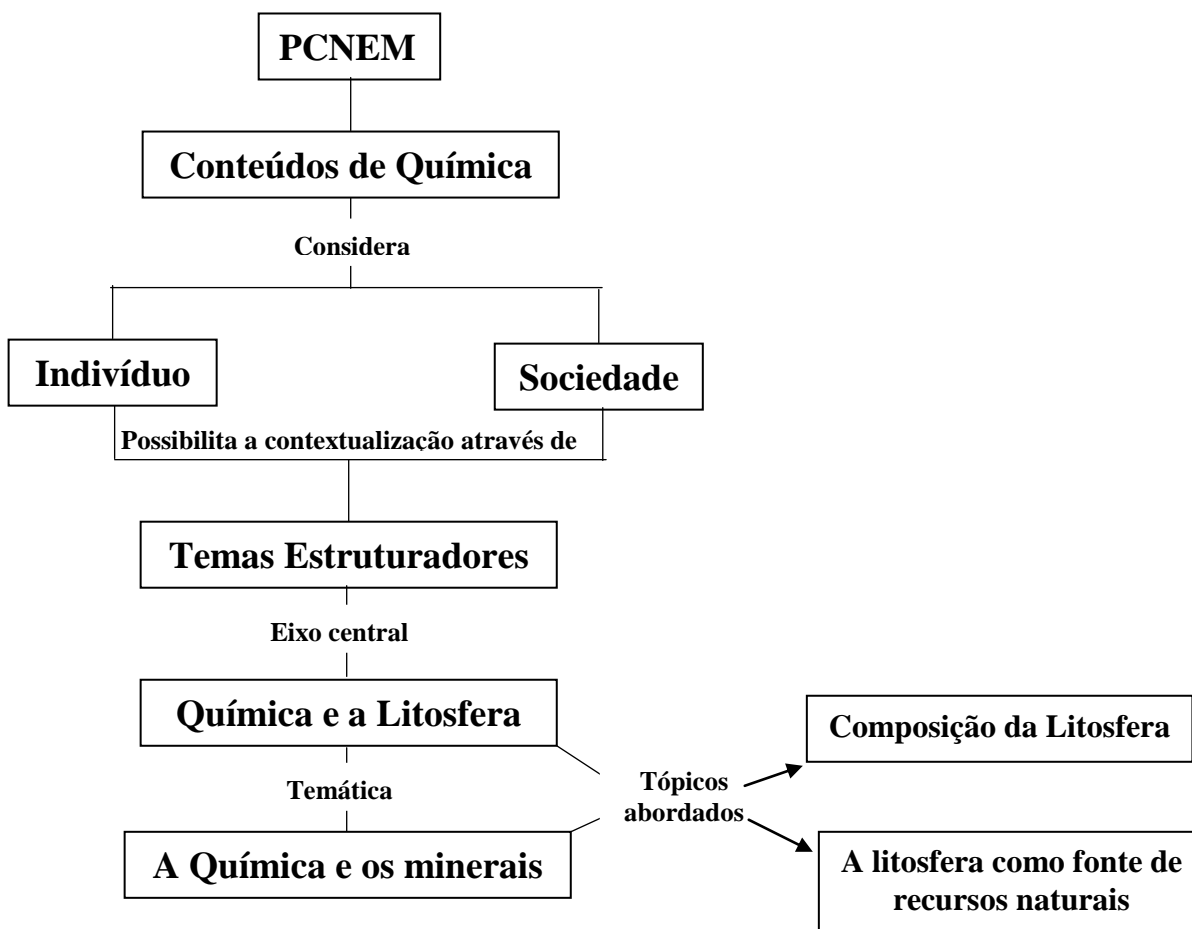 PCNEM
Conteúdos de Química
Considera
Indivíduo
Sociedade
Possibilita a contextualização através de
Temas Estruturadores
Eixo central
Química e a Litosfera
Composição da Litosfera
Temática
Tópicos
abordados
A Química e os minerais
A litosfera como fonte de
recursos naturais